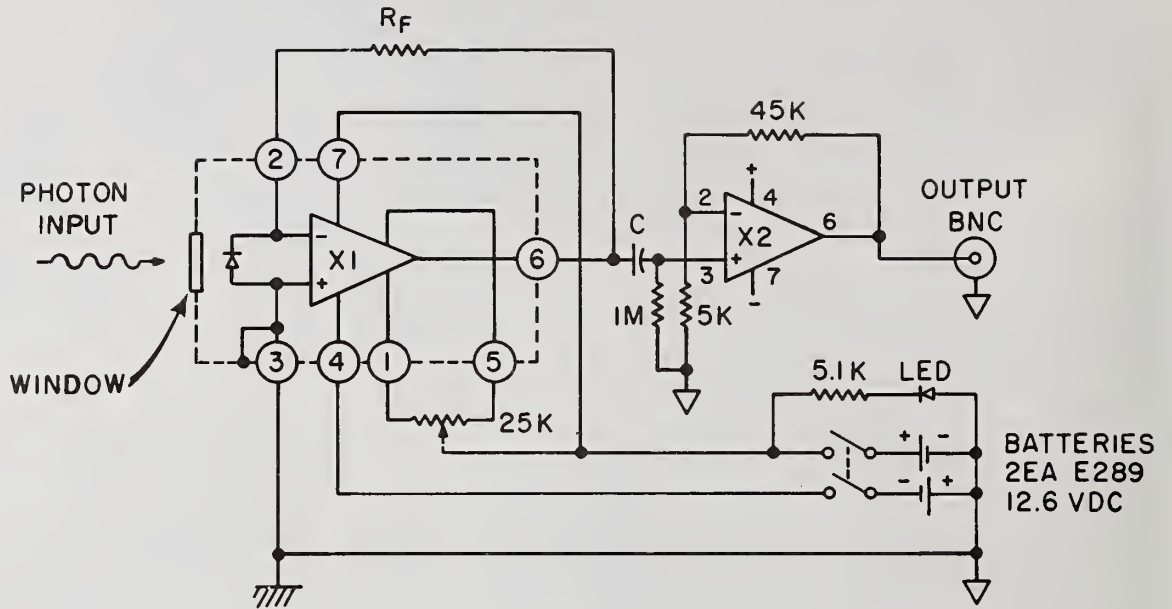 R_F
PHOTON
INPUT
WINDOW
2
7
-
X1
+
6
3
4
1
5
25K
C
1M
5K
45K
2
-
+
4
X2
6
3
+
7
-
OUTPUT
BNC
5.1K
LED
+
-
-
+
BATTERIES
2EA E289
12.6 VDC